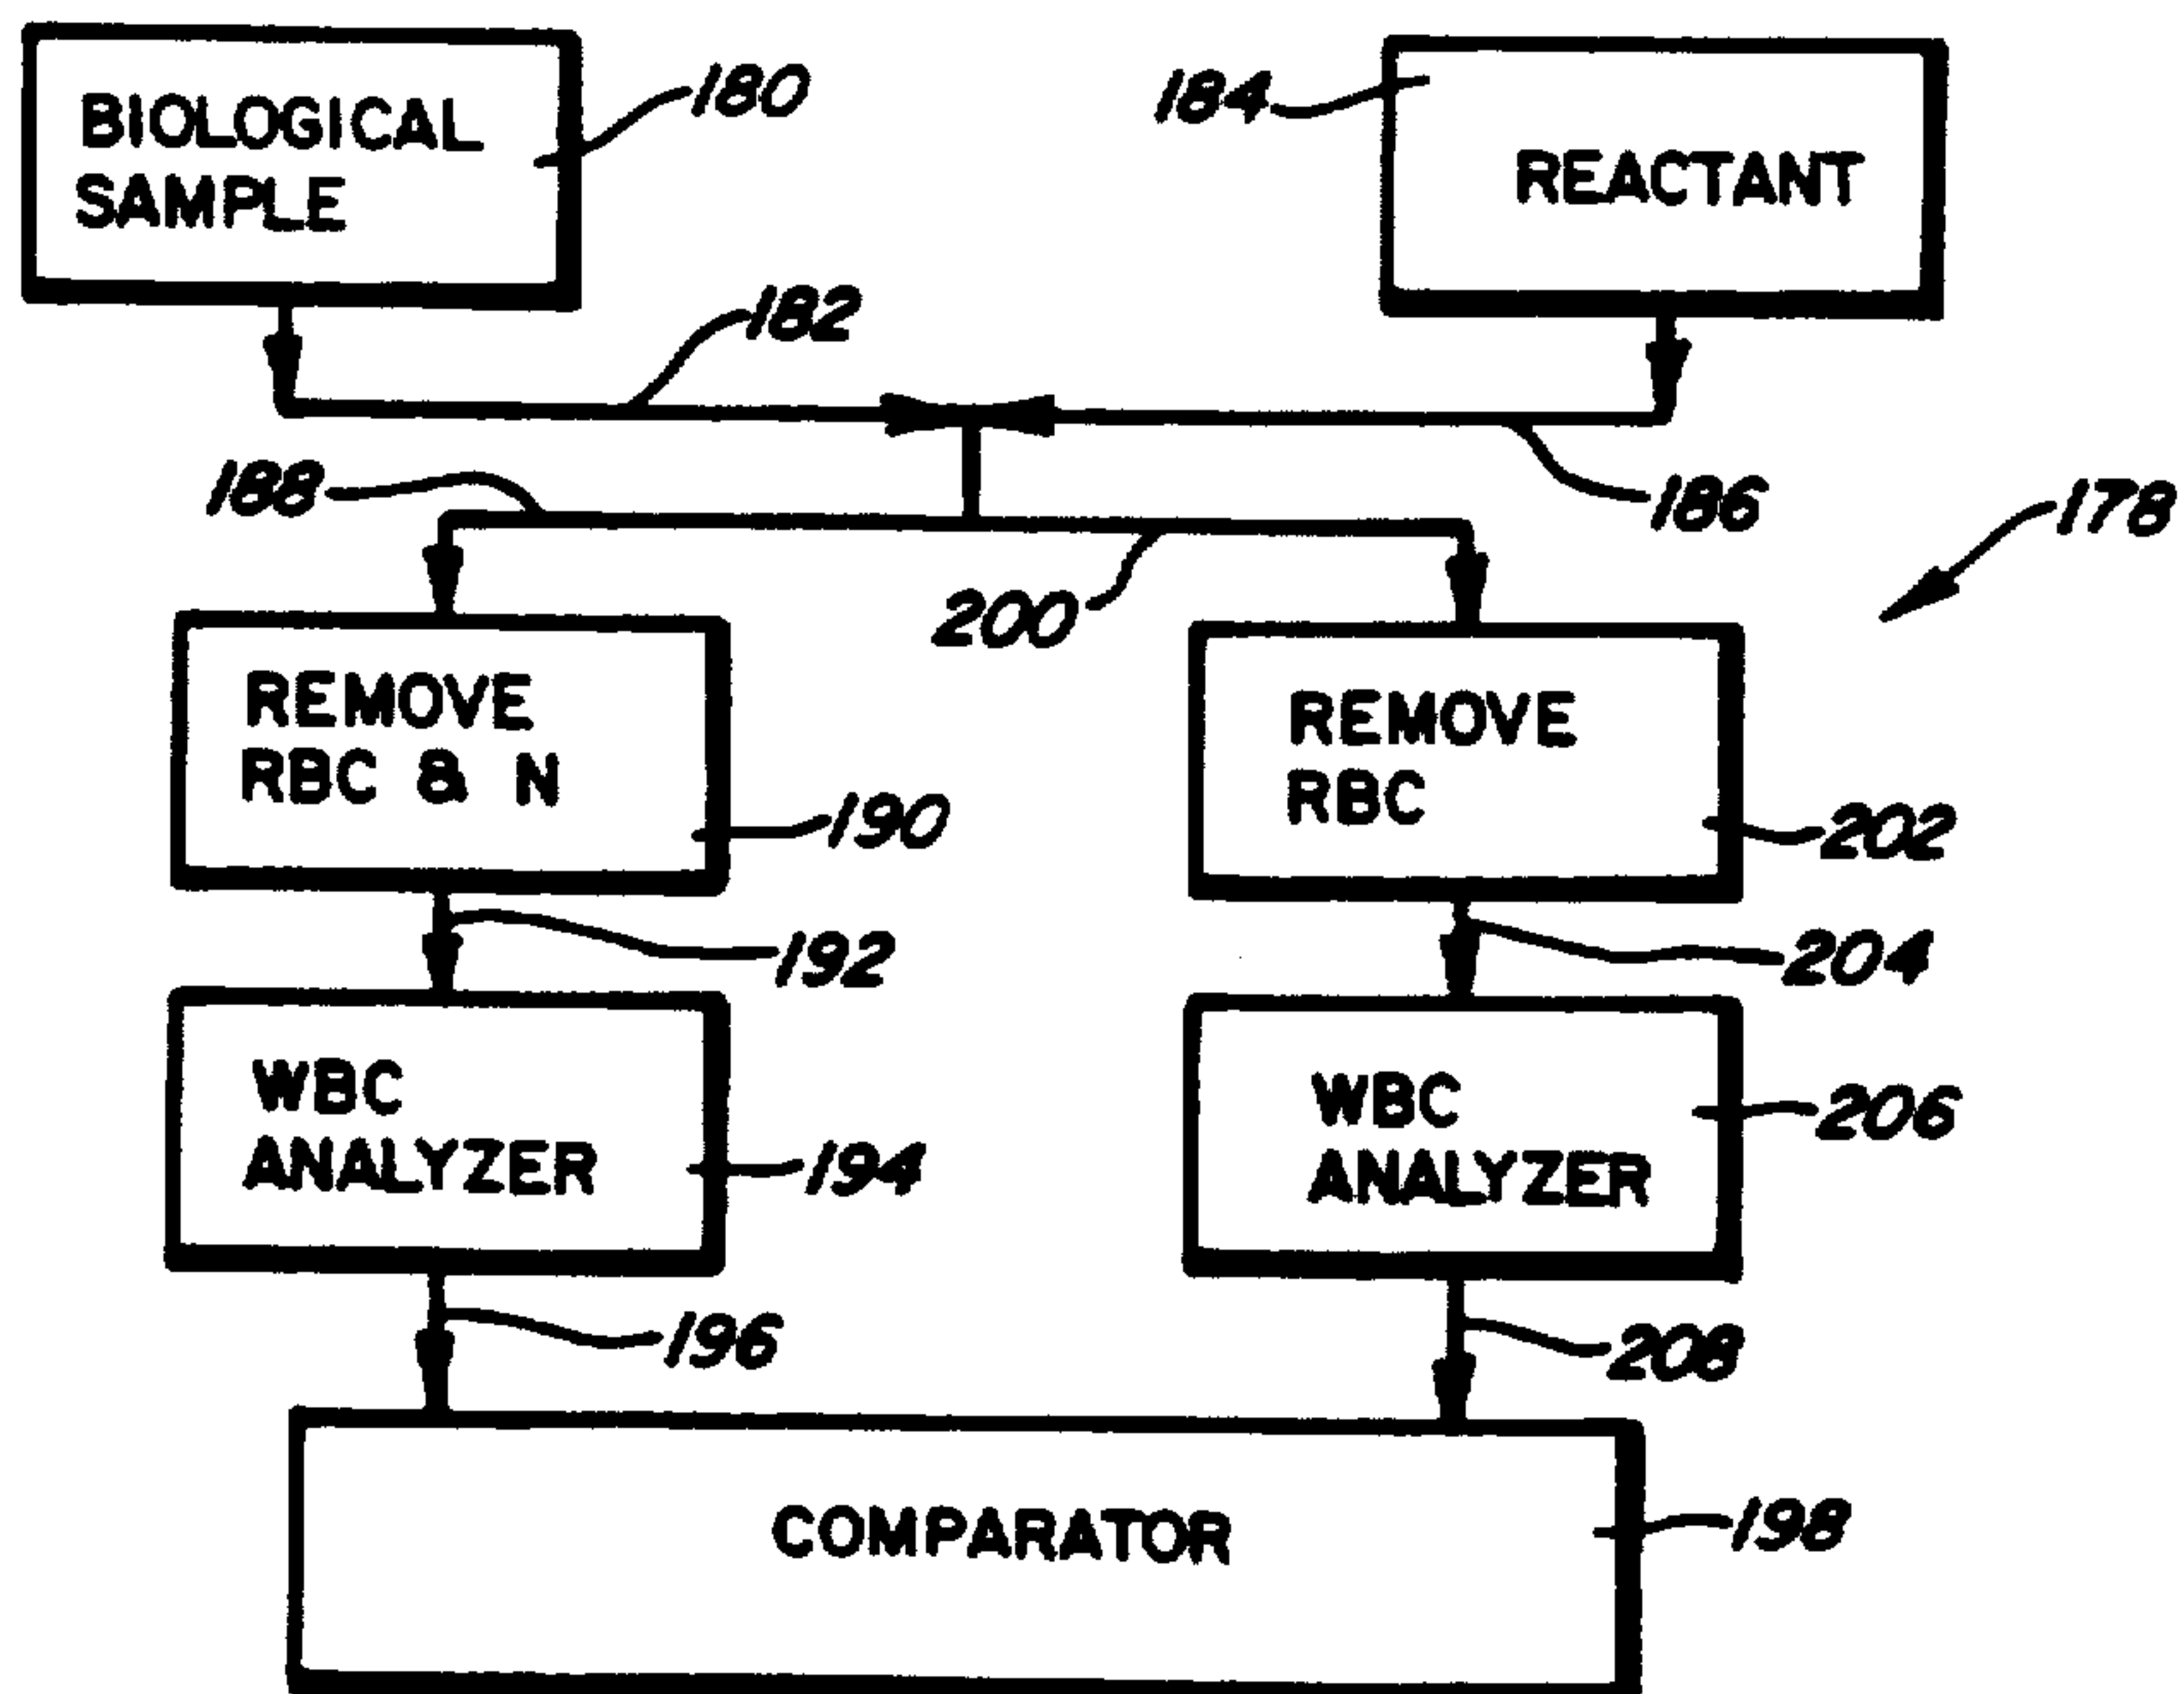 BIOLOGICAL
SAMPLE
180
184
REACTANT
182
188
186
178
200
REMOVE
RBC & N
190
REMOVE
RBC
202
192
204
WBC
ANALYZER
194
WBC
ANALYZER
206
196
208
COMPARATOR
198